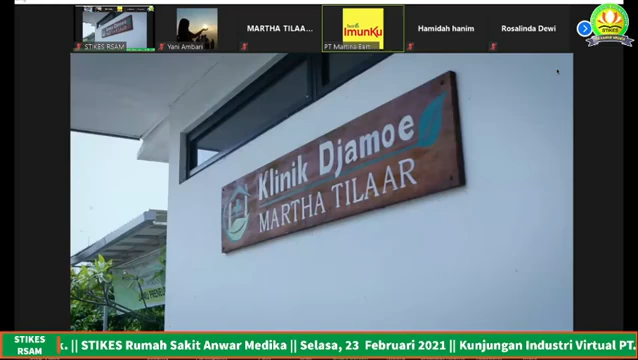 STIKES RSAM
Yani Ambari
MARTHA TILAA...
ImunKu
PT Martina Bert
Hamidah hanim
Rosalinda Dewi
STIKES
Klinik Djamoe
MARTHA TILAAR
STIKES
RSAM
k. || STIKES Rumah Sakit Anwar Medika || Selasa, 23 Februari 2021 || Kunjungan Industri Virtual PT.